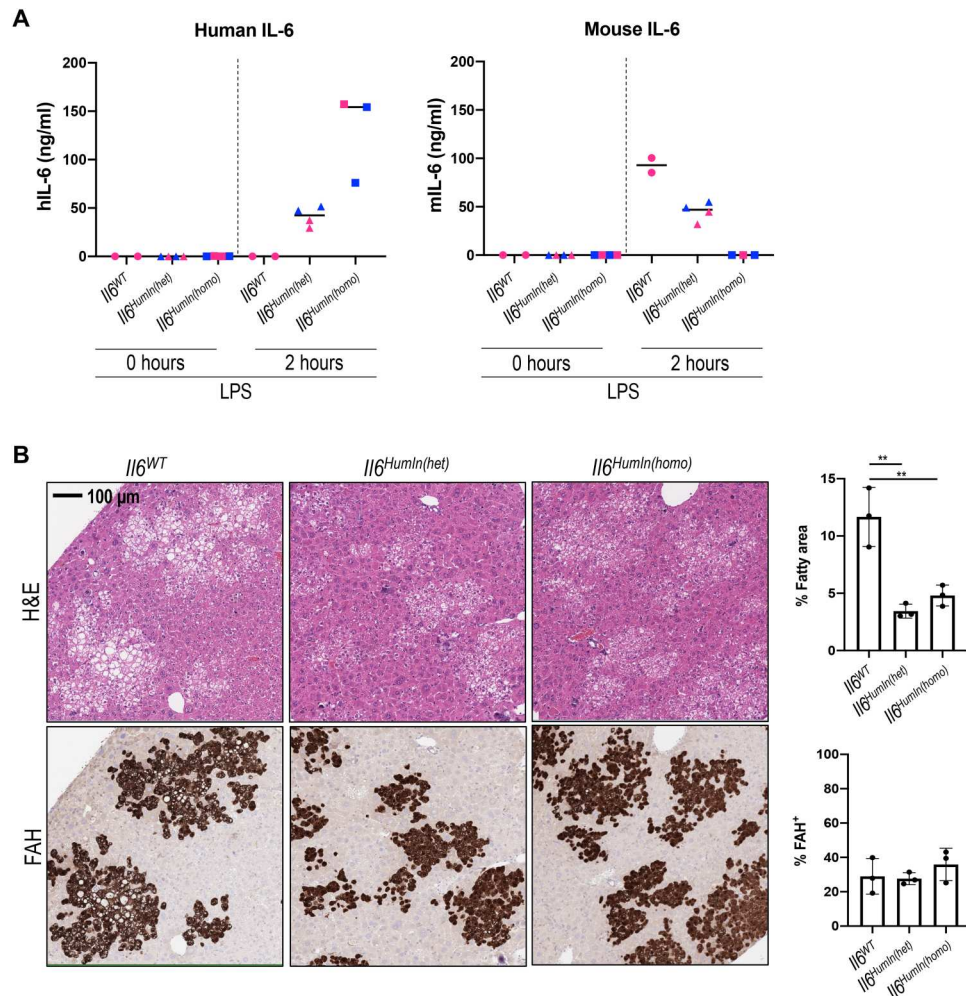 A
Human IL-6
Mouse IL-6
hIL-6 (ng/ml)
200
150
100
50
0
Il6WT
Il6HumIn(het)
Il6HumIn(homo)
Il6WT
Il6HumIn(het)
Il6HumIn(homo)
0 hours
2 hours
LPS
mIL-6 (ng/ml)
200
150
100
50
0
Il6WT
Il6HumIn(het)
Il6HumIn(homo)
Il6WT
Il6HumIn(het)
Il6HumIn(homo)
0 hours
2 hours
LPS
B
Il6WT
Il6HumIn(het)
Il6HumIn(homo)
100 µm
H&E
FAH
**
**
% Fatty area
15
10
5
0
Il6WT
Il6HumIn(het)
Il6HumIn(homo)
% FAH+
100
80
60
40
20
0
Il6WT
Il6HumIn(het)
Il6HumIn(homo)